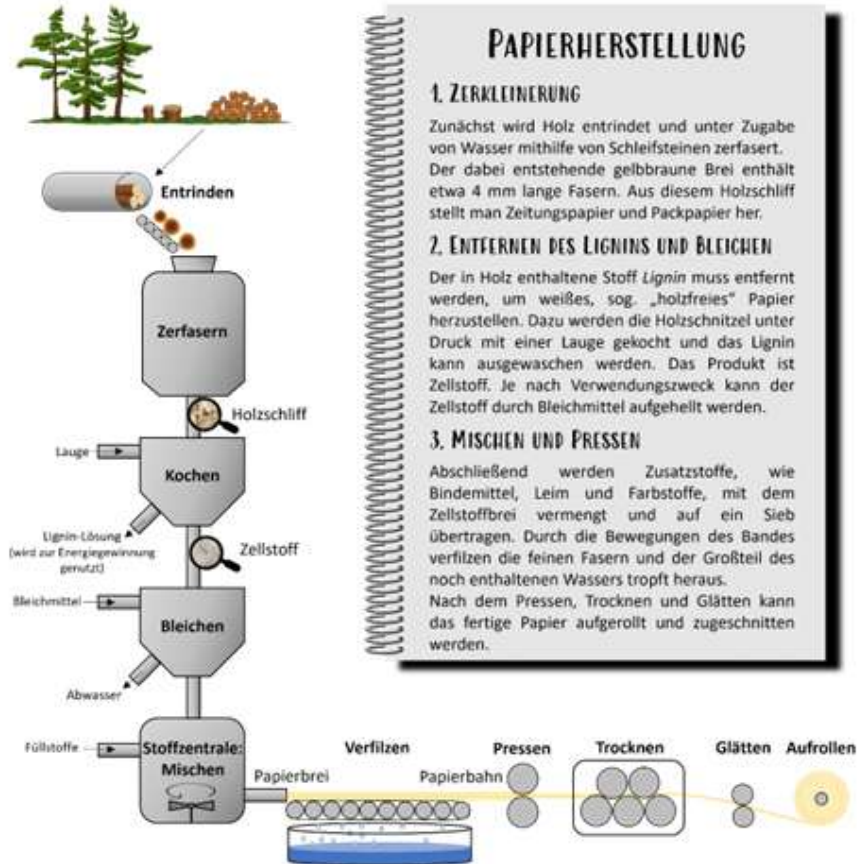 PAPIERHERSTELLUNG
1. ZERKLEINERUNG
Zunächst wird Holz entrindet und unter Zugabe
von Wasser mithilfe von Schleifsteinen zerfasert.
Der dabei entstehende gelbbraune Brei enthält
etwa 4 mm lange Fasern. Aus diesem Holzschliff
stellt man Zeitungspapier und Packpapier her.
2. ENTFERNEN DES LIGNINS UND BLEICHEN
Der in Holz enthaltene Stoff Lignin muss entfernt
werden, um weißes, sog. „holzfreies“ Papier
herzustellen. Dazu werden die Holzschnitzel unter
Druck mit einer Lauge gekocht und das Lignin
kann ausgewaschen werden. Das Produkt ist
Zellstoff. Je nach Verwendungszweck kann der
Zellstoff durch Bleichmittel aufgehellt werden.
3. MISCHEN UND PRESSEN
Abschließend werden Zusatzstoffe, wie
Bindemittel, Leim und Farbstoffe, mit dem
Zellstoffbrei vermengt und auf ein Sieb
übertragen. Durch die Bewegungen des Bandes
verfilzen die feinen Fasern und der Großteil des
noch enthaltenen Wassers tropft heraus.
Nach dem Pressen, Trocknen und Glätten kann
das fertige Papier aufgerollt und zugeschnitten
werden.
Entrinden
Zerfasern
Holzschliff
Lauge
Kochen
Lignin-Lösung
(wird zur Energiegewinnung
genutzt)
Zellstoff
Bleichmittel
Bleichen
Abwasser
Füllstoffe
Stoffzentrale:
Mischen
Papierbrei
Verfilzen
Papierbahn
Pressen
Trocknen
Glätten
Aufrollen